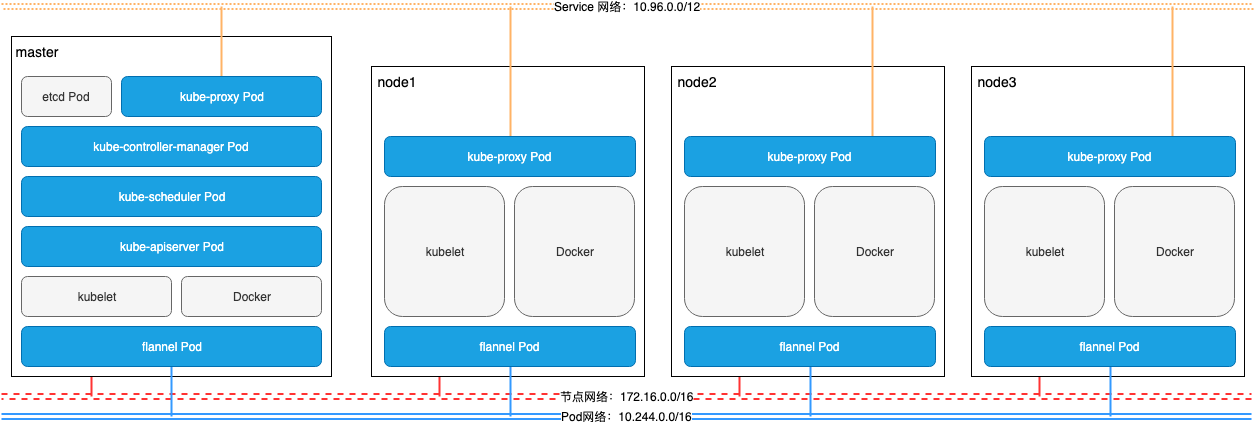 Service 网络：10.96.0.0/12
master
etcd Pod
kube-proxy Pod
kube-controller-manager Pod
kube-scheduler Pod
kube-apiserver Pod
kubelet
Docker
flannel Pod
node1
kube-proxy Pod
kubelet
Docker
flannel Pod
node2
kube-proxy Pod
kubelet
Docker
flannel Pod
node3
kube-proxy Pod
kubelet
Docker
flannel Pod
节点网络：172.16.0.0/16
Pod网络：10.244.0.0/16